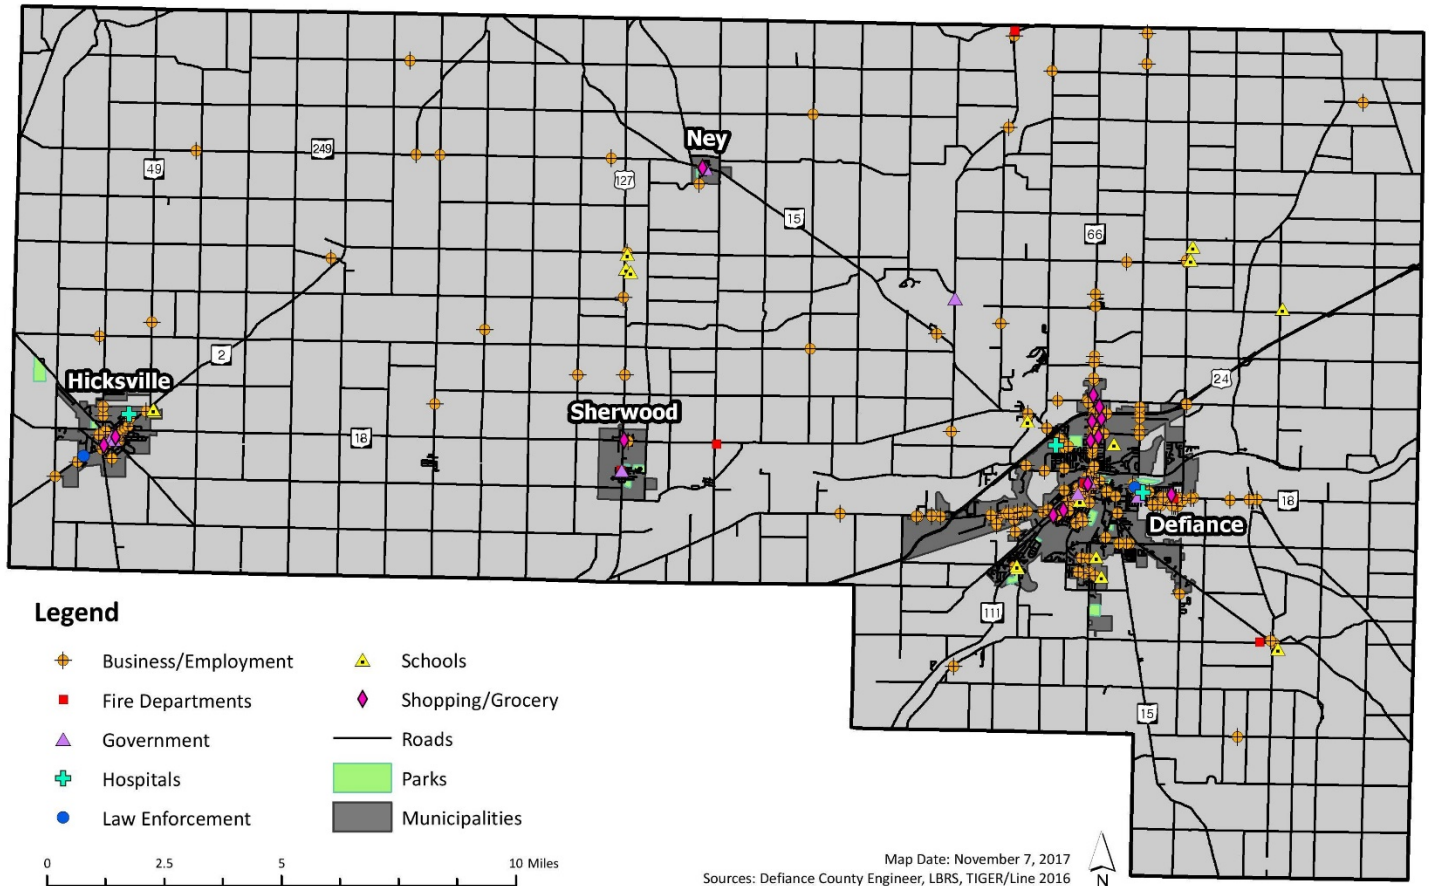 Ney
249
49
127
15
66
24
2
Hicksville
Sherwood
18
18
Defiance
111
15
Legend
Business/Employment
Schools
Fire Departments
Shopping/Grocery
Government
Roads
Hospitals
Parks
Law Enforcement
Municipalities
0 2.5 5 10 Miles
Map Date: November 7, 2017
Sources: Defiance County Engineer, LBRS, TIGER/Line 2016
N